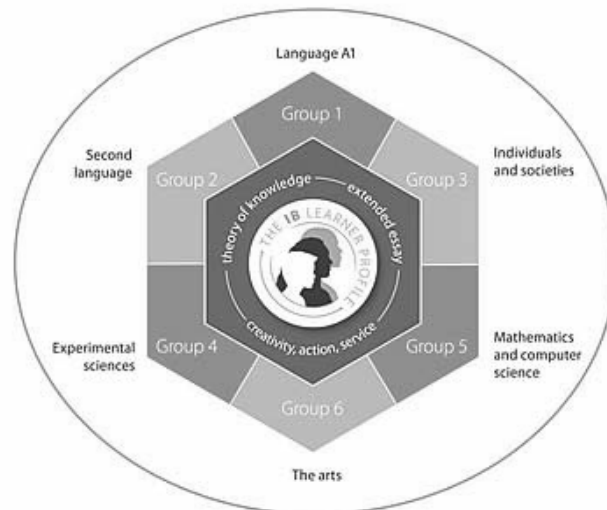 Language A1
Group 1
Second
language
Group 2
Group 3
Individuals
and societies
theory of knowledge
extended essay
THE IB LEARNER PROFILE
creativity, action, service
Experimental
sciences
Group 4
Group 5
Mathematics
and computer
science
Group 6
The arts